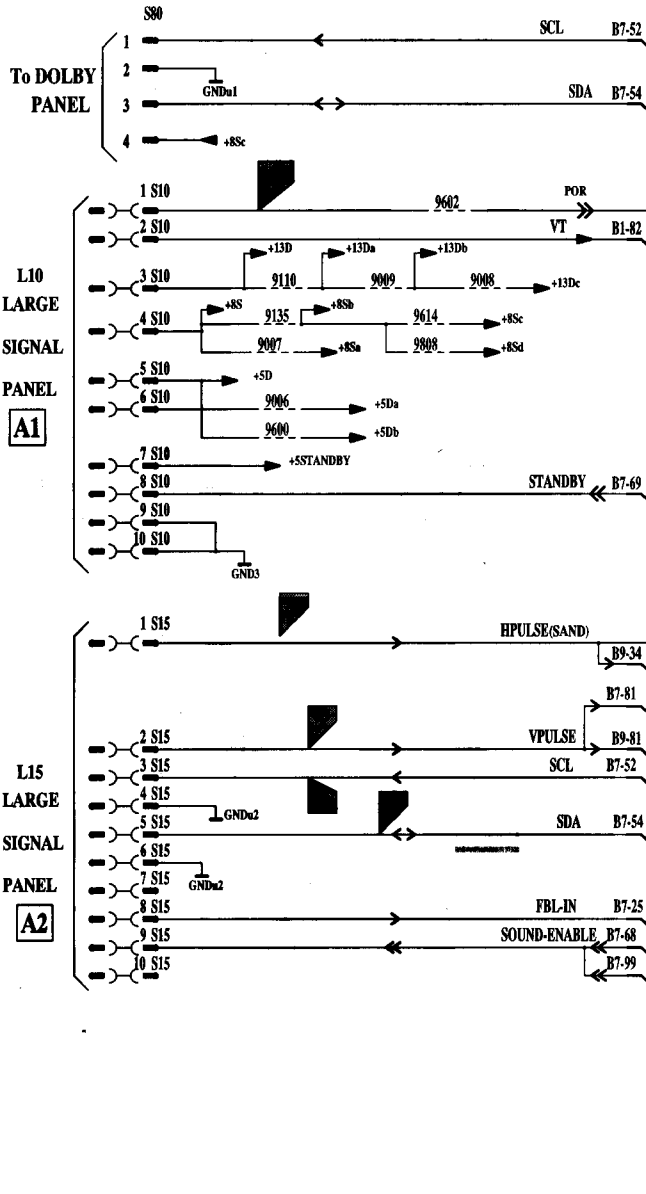 S80
1 SCL B7-52
To DOLBY PANEL
2 GNDu1
3 SDA B7-54
4 +8Sc
1 S10 9602 POR
2 S10 VT B1-82
+13D +13Da +13Db
L10 LARGE SIGNAL PANEL
A1
3 S10 9110 9009 9008 +13Dc
+8S +8Sb
4 S10 9135 9614 +8Sc
9007 +8Sa 9808 +8Sd
5 S10 +5D
6 S10 9006 +5Da
9600 +5Db
7 S10 +5STANDBY
8 S10 STANDBY B7-69
9 S10
10 S10
GND3
1 S15 HPULSE(SAND)
B9-34
B7-81
2 S15 VPULSE B9-81
L15 LARGE SIGNAL PANEL
A2
3 S15 SCL B7-52
4 S15 GNDu2
5 S15 SDA B7-54
6 S15 GNDu2
7 S15
8 S15 FBL-IN B7-25
9 S15 SOUND-ENABLE B7-68
10 S15 B7-99